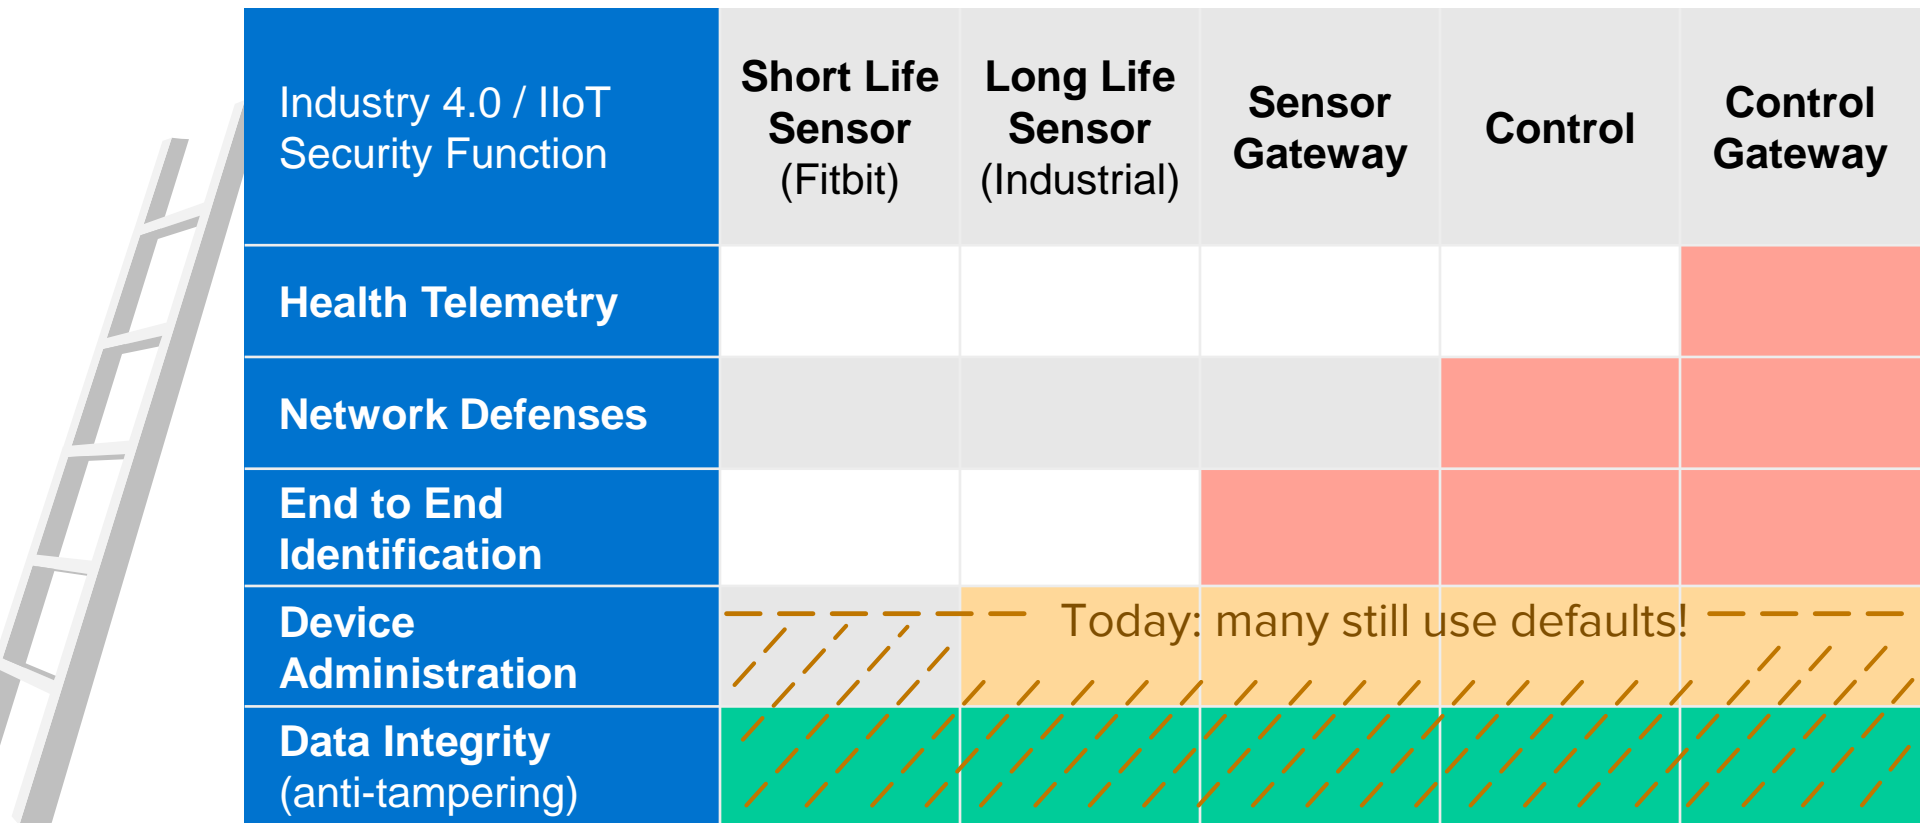 Industry 4.0 / IIoT
Security Function
Short Life
Sensor
(Fitbit)
Long Life
Sensor
(Industrial)
Sensor
Gateway
Control
Control
Gateway
Health Telemetry
Network Defenses
End to End
Identification
Device
Administration
Today: many still use defaults!
Data Integrity
(anti-tampering)